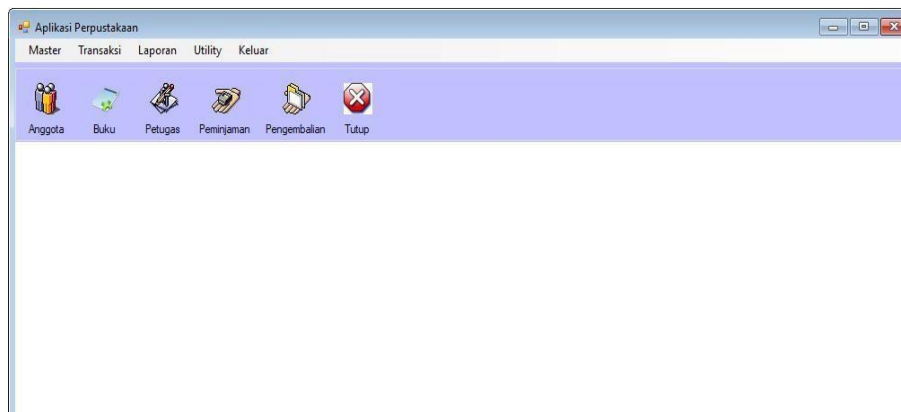 Aplikasi Perpustakaan
Master Transaksi Laporan Utility Keluar
Anggota Buku Petugas Peminjaman Pengembalian Tutup